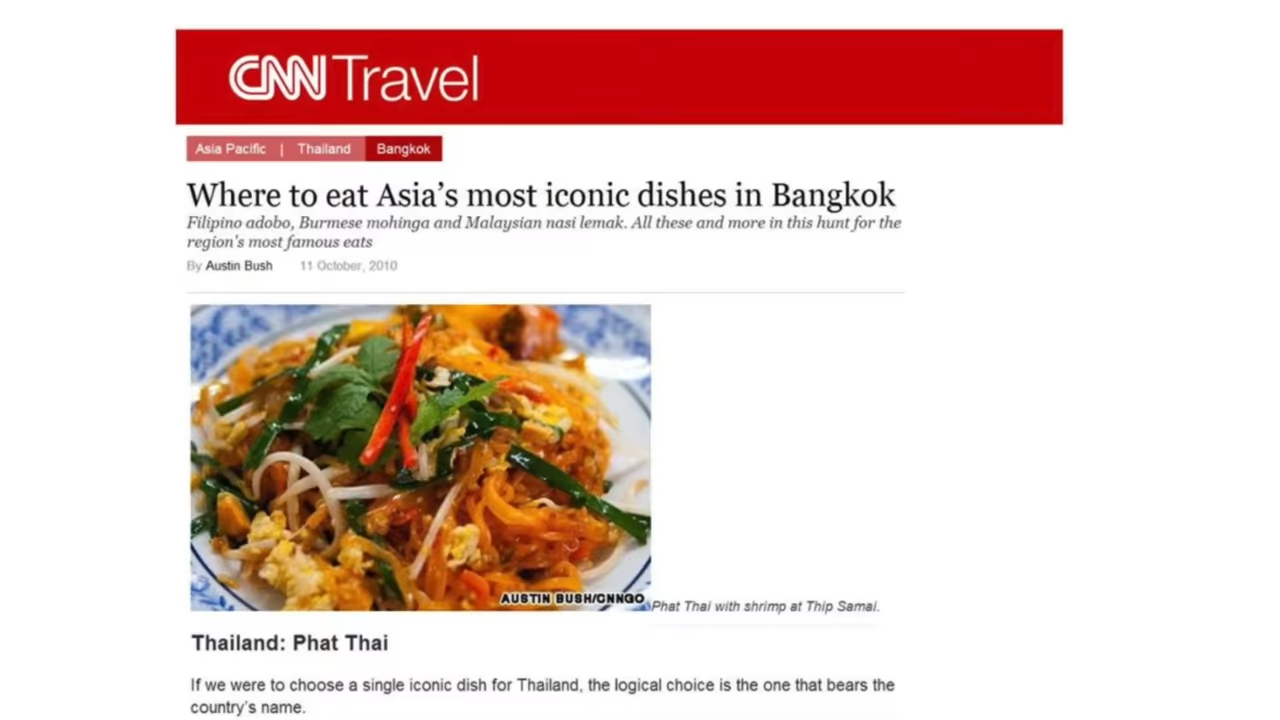 CNN Travel
Asia Pacific | Thailand Bangkok
Where to eat Asia's most iconic dishes in Bangkok
Filipino adobo, Burmese mohinga and Malaysian nasi lemak. All these and more in this hunt for the
region's most famous eats
By Austin Bush 11 October, 2010
AUSTIN BUSH/CNNGO
Phat Thai with shrimp at Thip Samai.
Thailand: Phat Thai
If we were to choose a single iconic dish for Thailand, the logical choice is the one that bears the
country's name.